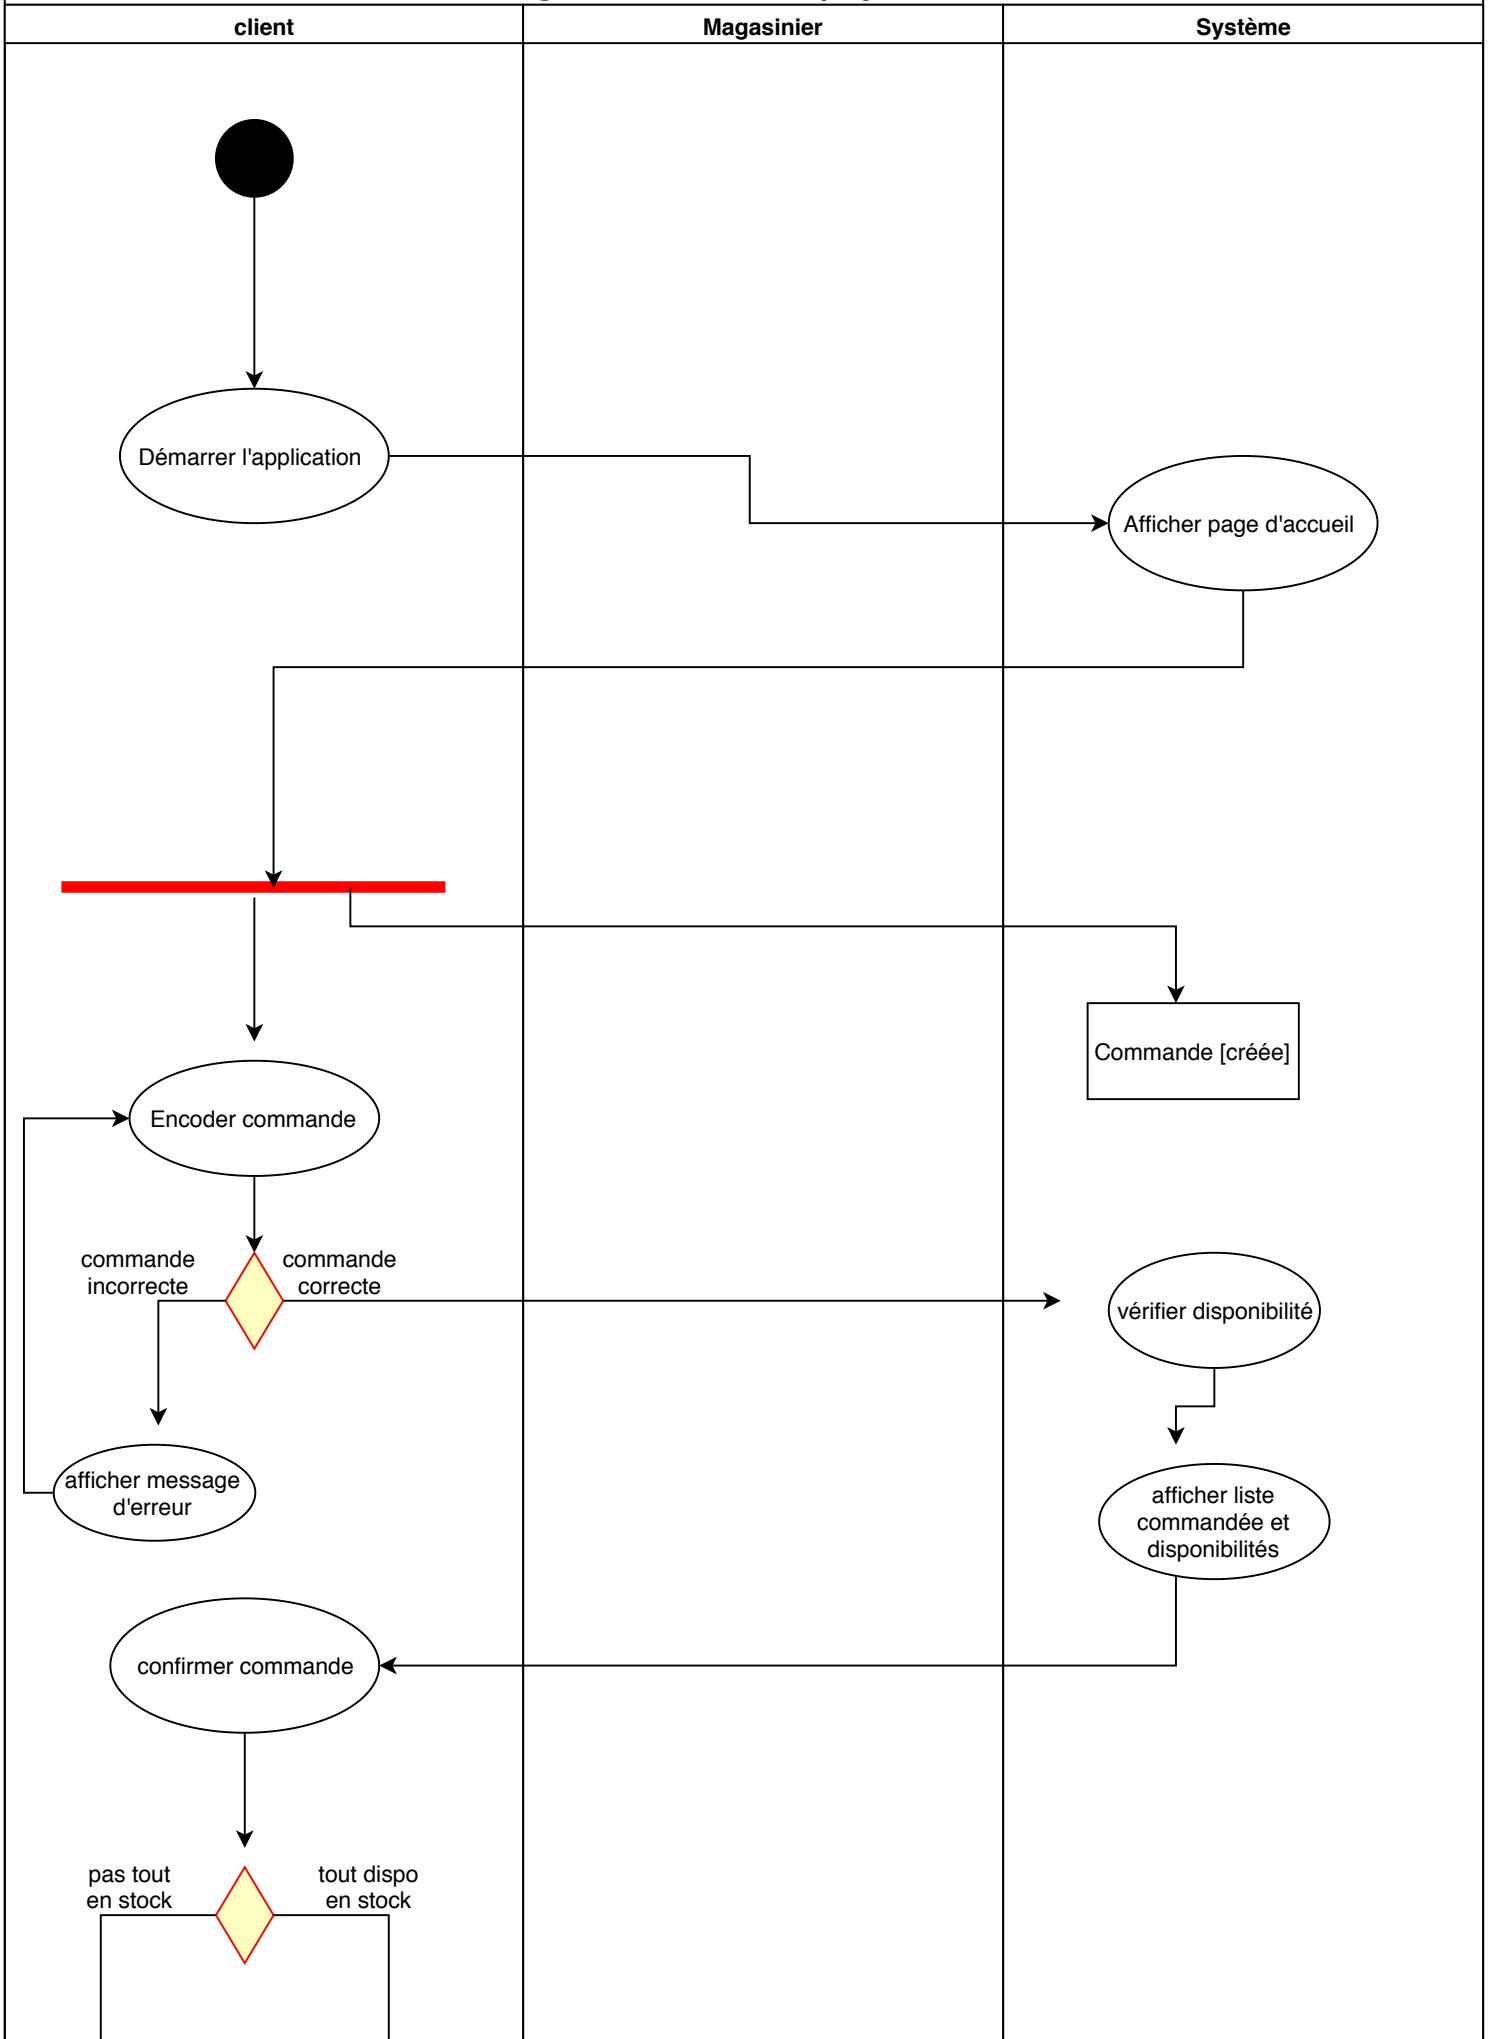 client
Magasinier
Système
Démarrer l'application
Afficher page d'accueil
Commande [créée]
Encoder commande
commande
incorrecte
commande
correcte
vérifier disponibilité
afficher message
d'erreur
afficher liste
commandée et
disponibilités
confirmer commande
pas tout
en stock
tout dispo
en stock